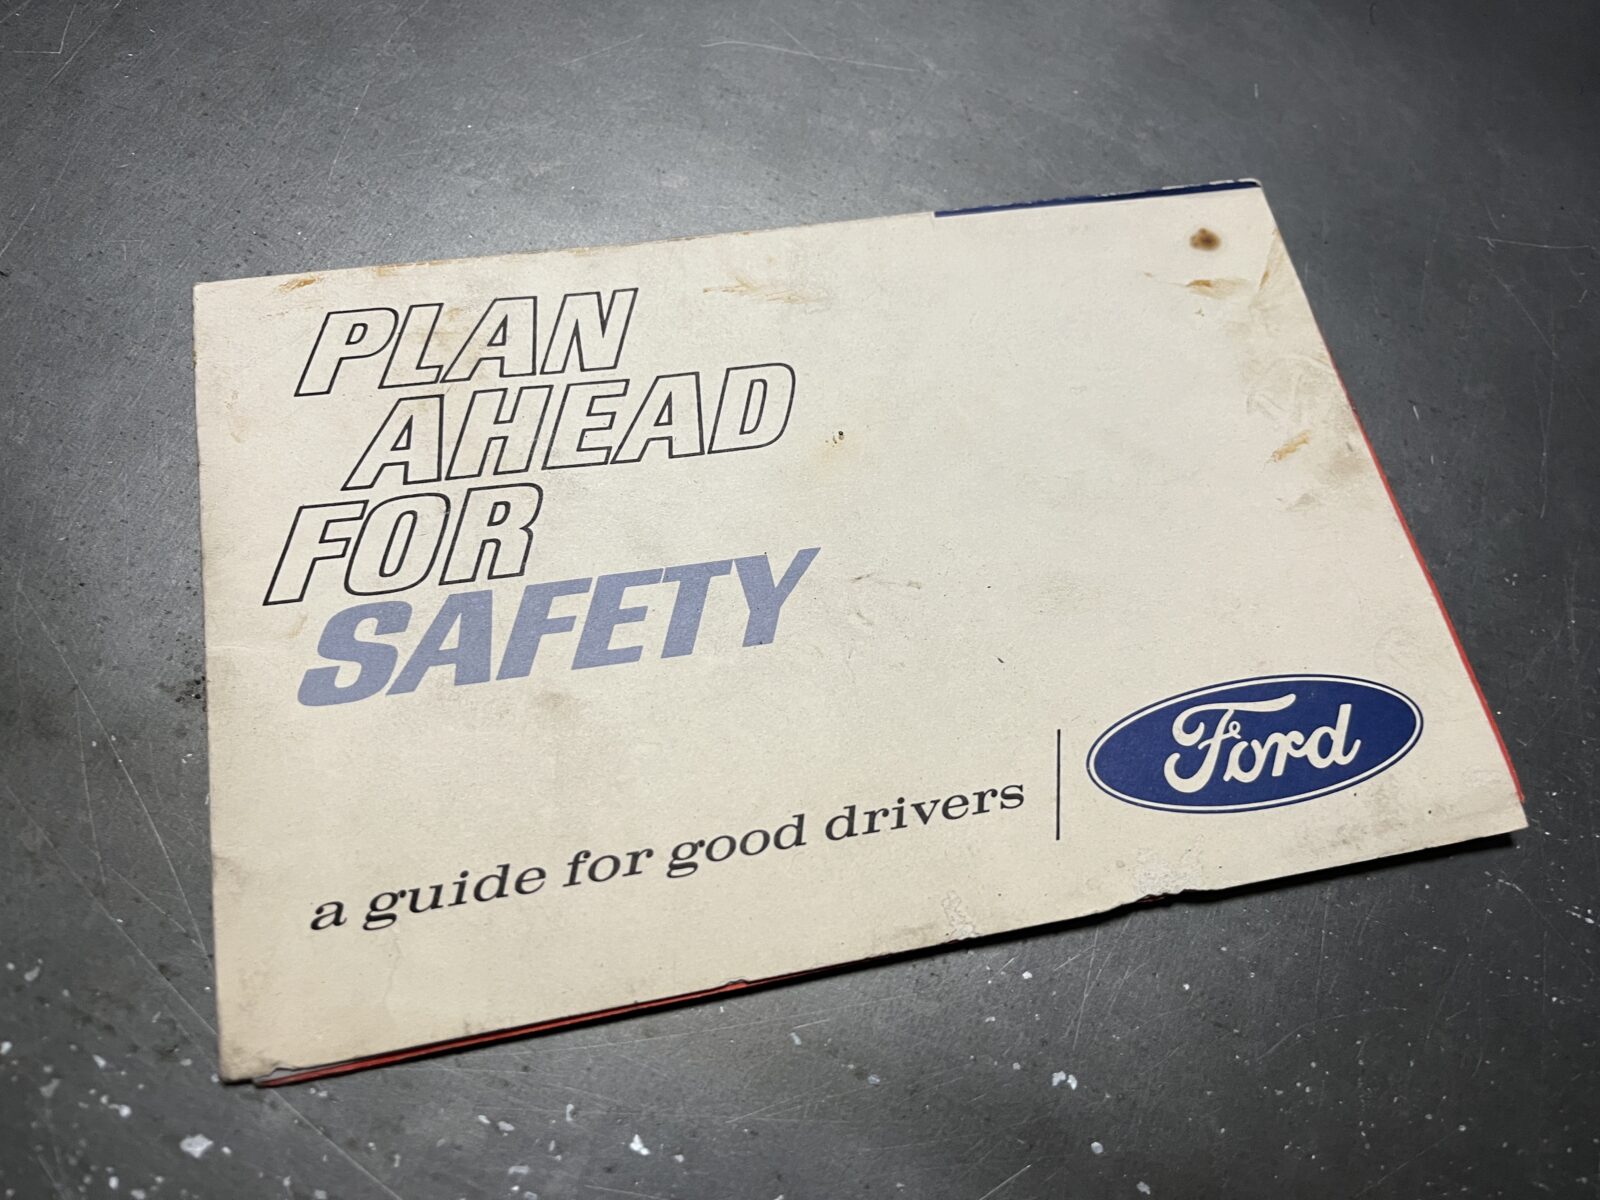 PLAN
AHEAD
FOR
SAFETY
a guide for good drivers
Ford